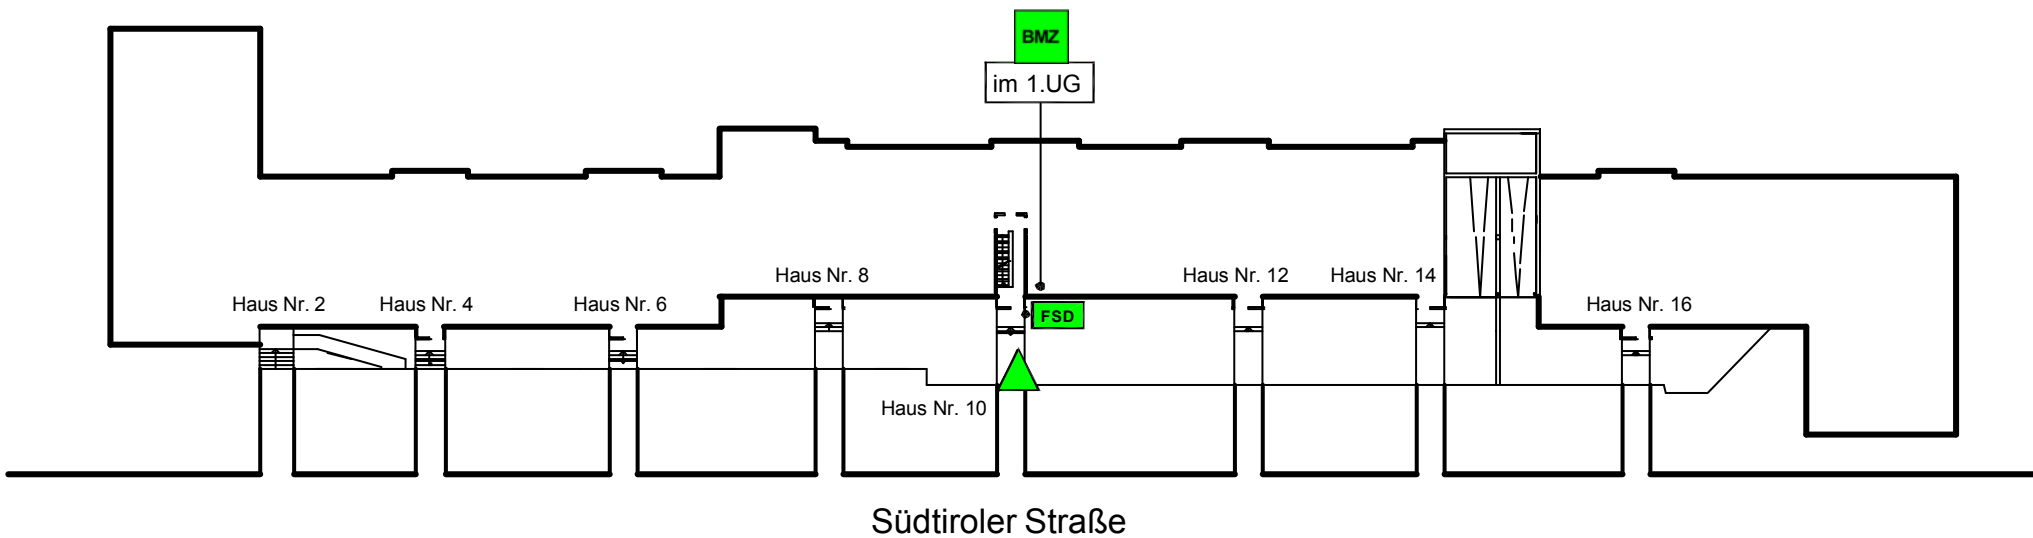 BMZ
im 1.UG
Haus Nr. 8
Haus Nr. 12
Haus Nr. 14
Haus Nr. 2
Haus Nr. 4
Haus Nr. 6
Haus Nr. 16
FSD
Haus Nr. 10
Südtiroler Straße